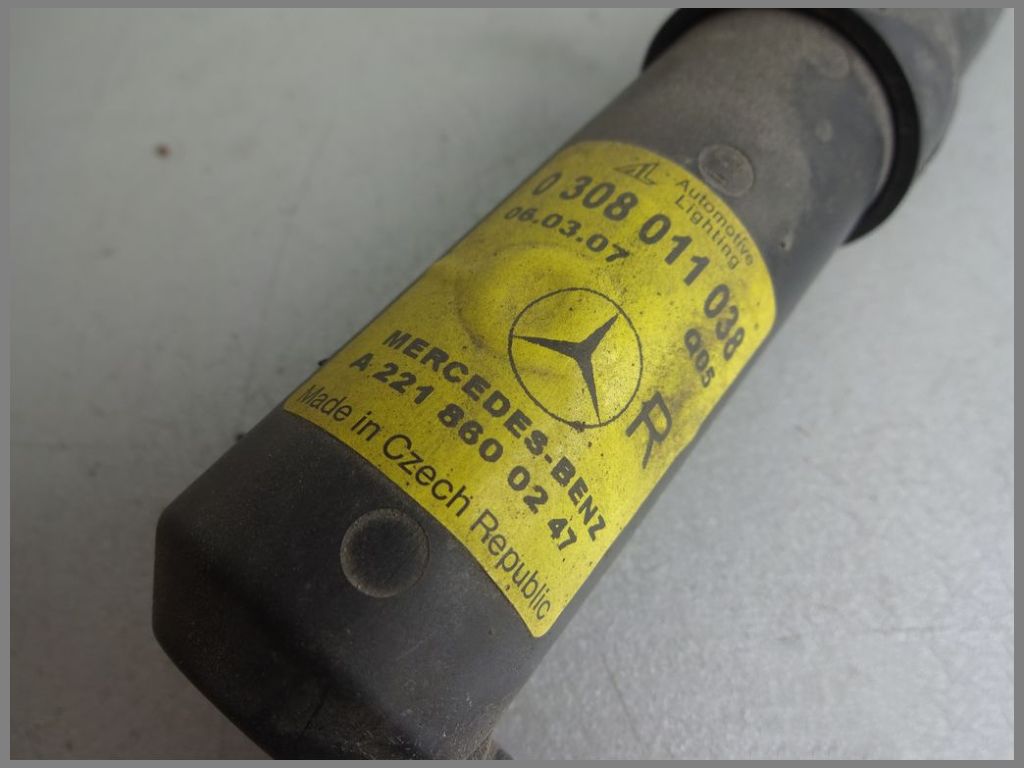 AL Automotive
Lighting
0 308 011 038
06.03.07
Q05
R
MERCEDES-BENZ
A 221 860 02 47
Made in Czech Republic